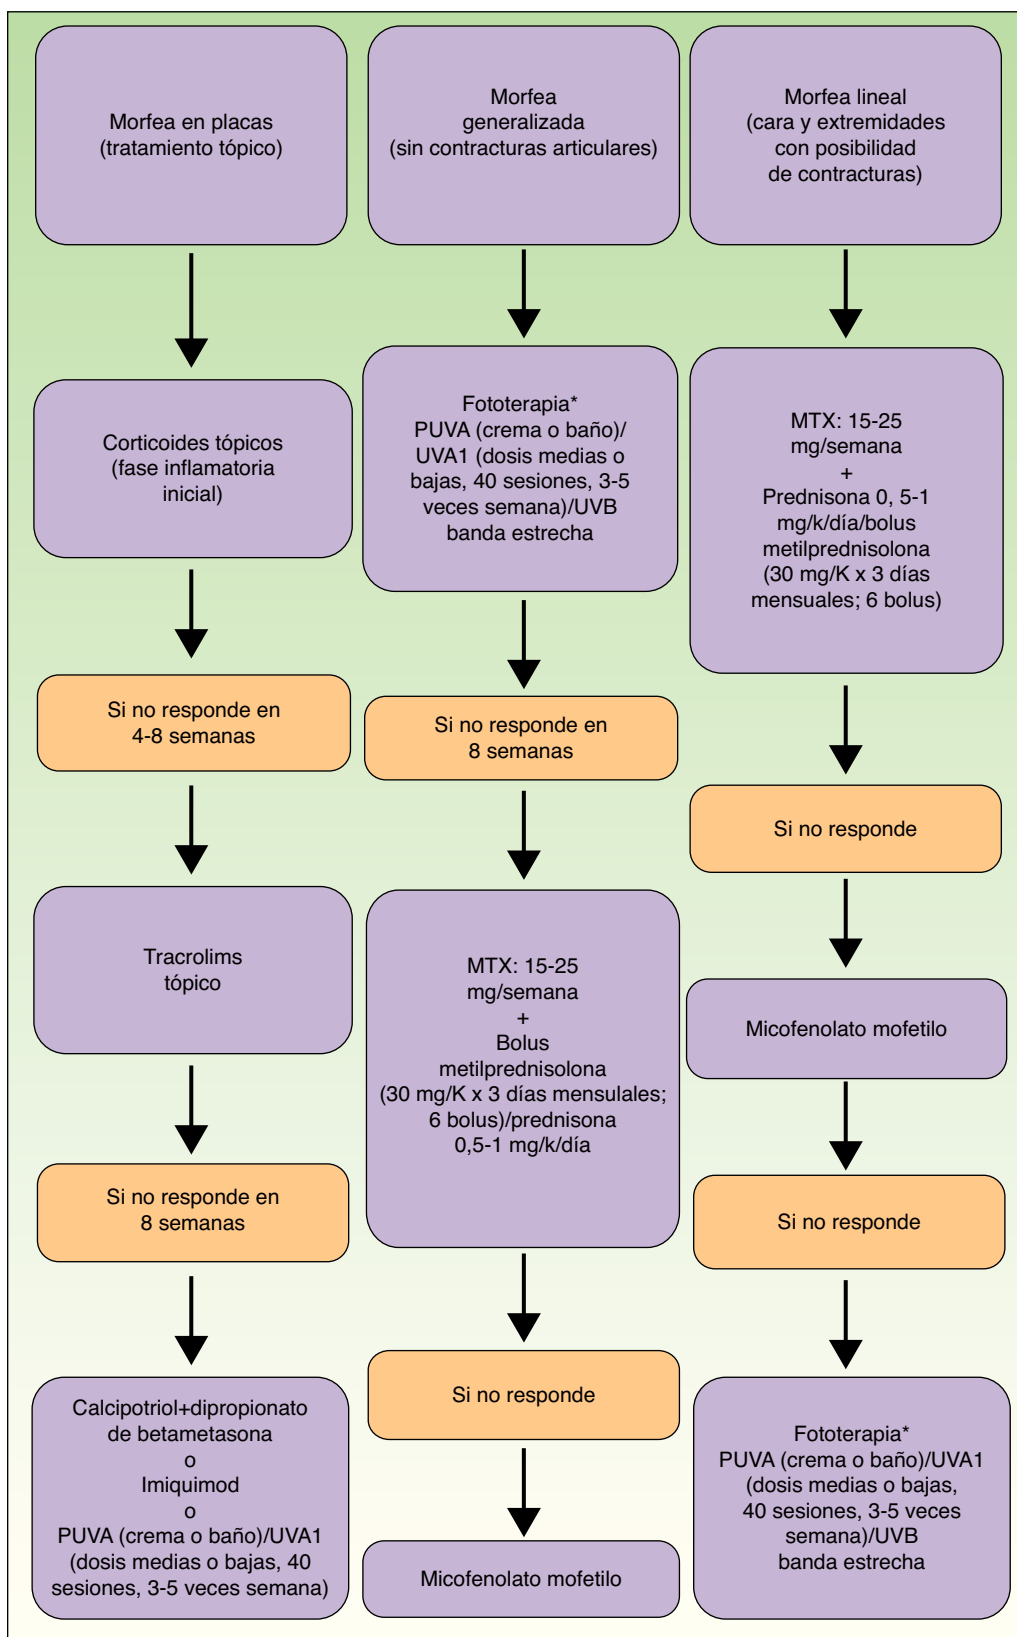 Morfea en placas
(tratamiento tópico)
Corticoides tópicos
(fase inflamatoria
inicial)
Si no responde en
4-8 semanas
Tracrolims
tópico
Si no responde en
8 semanas
Calcipotriol+dipropionato
de betametasona
o
Imiquimod
o
PUVA (crema o baño)/UVA1
(dosis medias o bajas, 40
sesiones, 3-5 veces semana)
Morfea
generalizada
(sin contracturas articulares)
Fototerapia*
PUVA (crema o baño)/
UVA1 (dosis medias o
bajas, 40 sesiones, 3-5
veces semana)/UVB
banda estrecha
Si no responde en
8 semanas
MTX: 15-25
mg/semana
+
Bolus
metilprednisolona
(30 mg/K x 3 días mensulales;
6 bolus)/prednisona
0,5-1 mg/k/día
Si no responde
Micofenolato mofetilo
Morfea lineal
(cara y extremidades
con posibilidad
de contracturas)
MTX: 15-25
mg/semana
+
Prednisona 0, 5-1
mg/k/día/bolus
metilprednisolona
(30 mg/K x 3 días
mensuales; 6 bolus)
Si no responde
Micofenolato mofetilo
Si no responde
Fototerapia*
PUVA (crema o baño)/UVA1
(dosis medias o bajas,
40 sesiones, 3-5 veces
semana)/UVB
banda estrecha